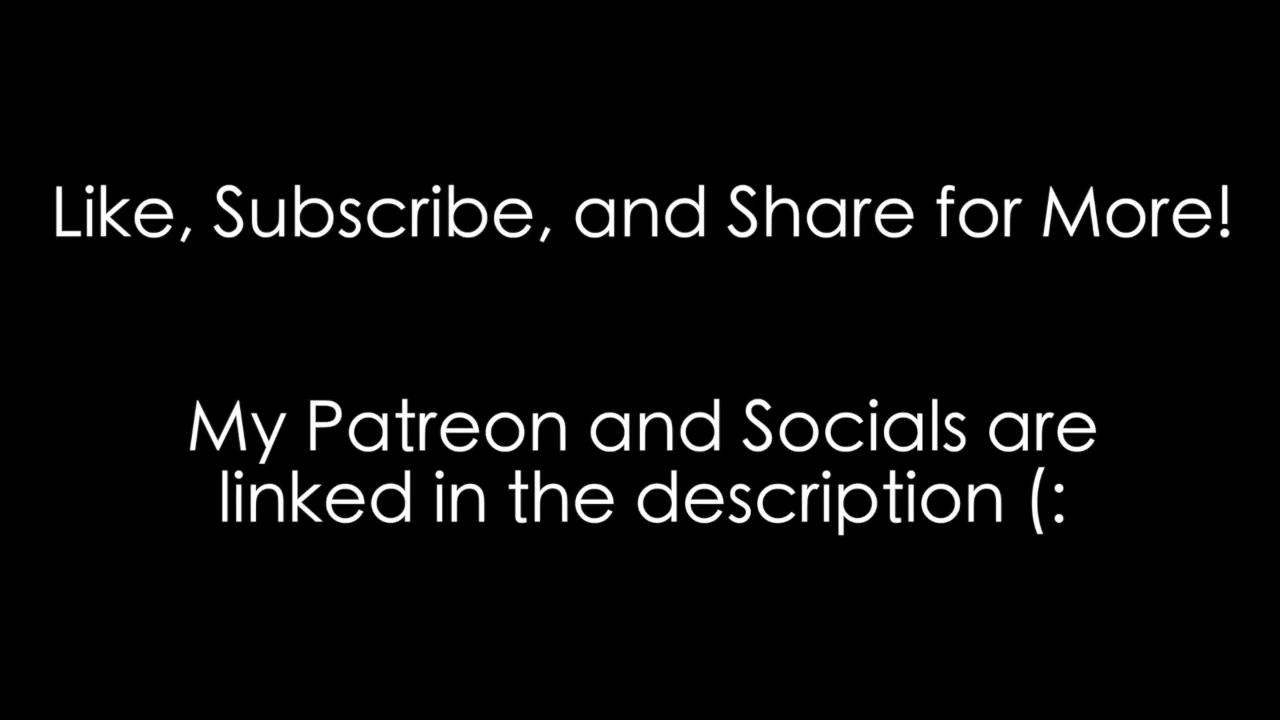 Like, Subscribe, and Share for More!
My Patreon and Socials are
linked in the description (: